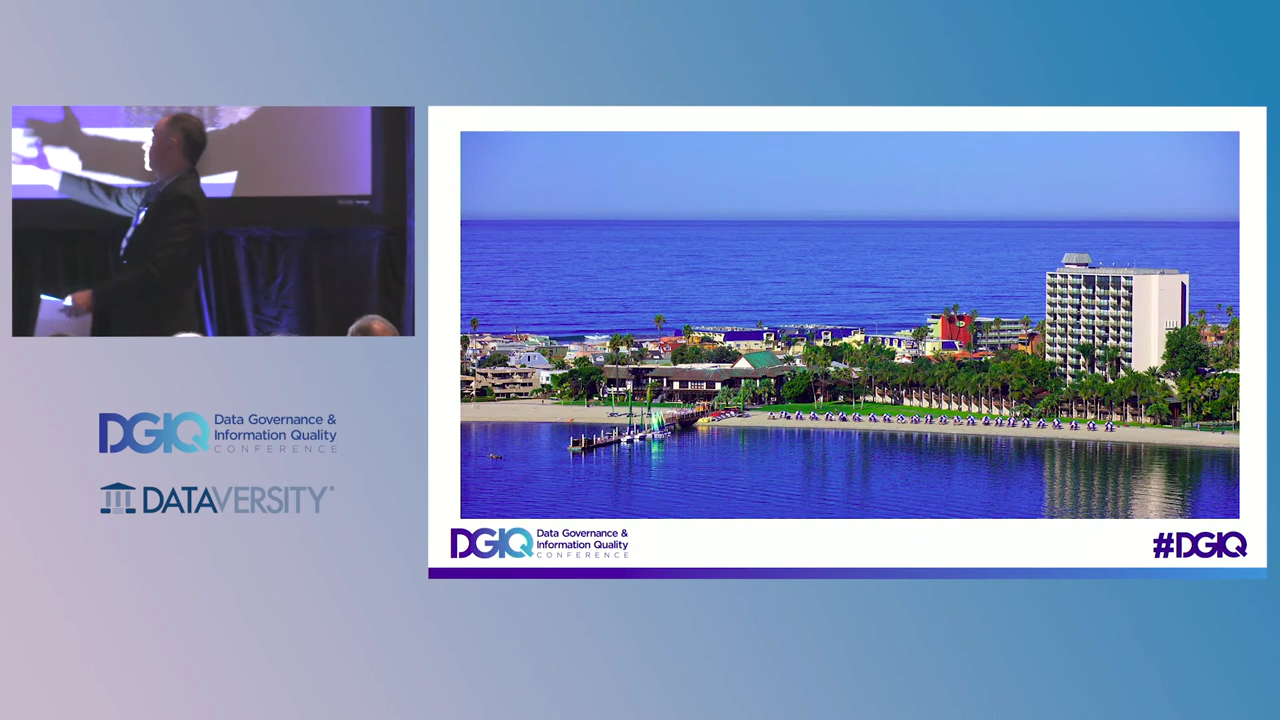 DGIQ
Data Governance &
Information Quality
CONFERENCE
DATAVERSITY
DGIQ
Data Governance &
Information Quality
CONFERENCE
#DGIQ